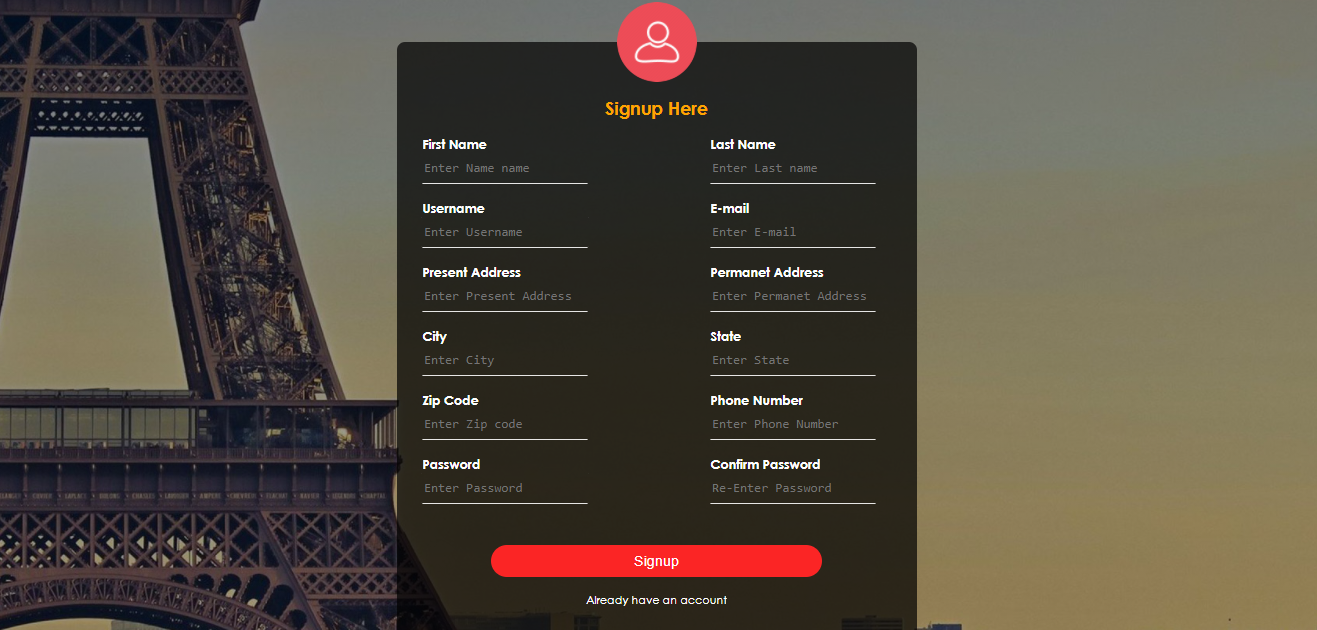 Signup Here
First Name Last Name
Enter Name name Enter Last name
Username E-mail
Enter Username Enter E-mail
Present Address Permanet Address
Enter Present Address Enter Permanet Address
City State
Enter City Enter State
Zip Code Phone Number
Enter Zip code Enter Phone Number
Password Confirm Password
Enter Password Re-Enter Password
Signup
Already have an account